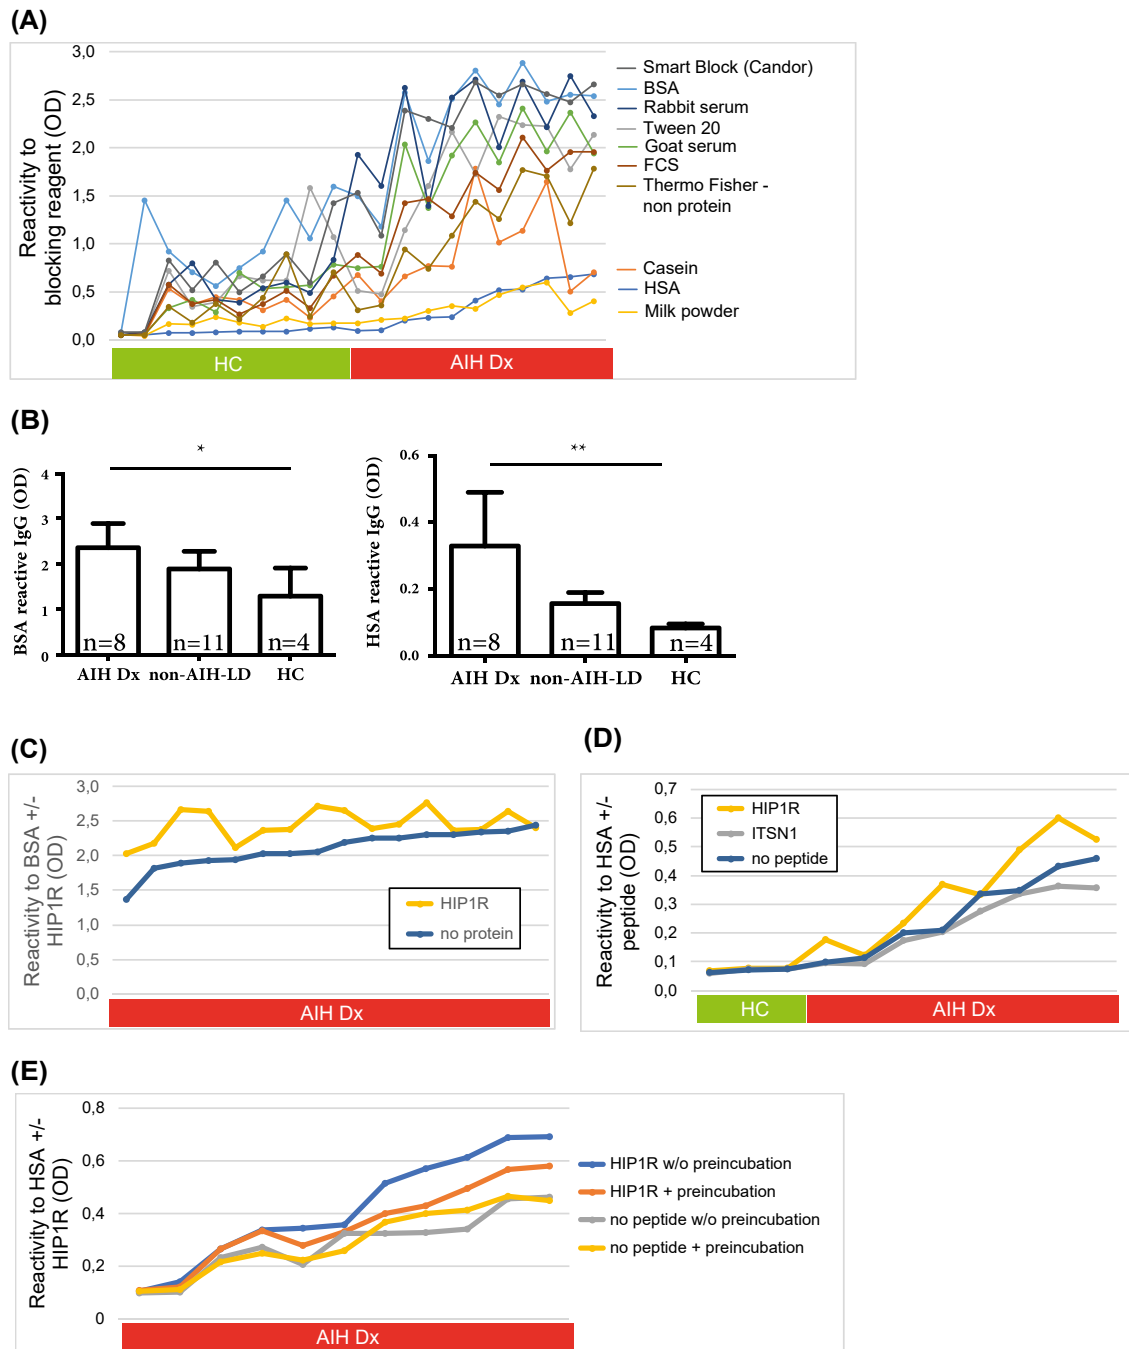 (A)
Reactivity to
blocking reagent (OD)
3,0
2,5
2,0
1,5
1,0
0,5
0,0
HC
AIH Dx
Smart Block (Candor)
BSA
Rabbit serum
Tween 20
Goat serum
FCS
Thermo Fisher -
non protein
Casein
HSA
Milk powder
(B)
BSA reactive IgG (OD)
4
3
2
1
0
*
n=8
n=11
n=4
AIH Dx
non-AIH-LD
HC
HSA reactive IgG (OD)
0.6
0.4
0.2
0.0
**
n=8
n=11
n=4
AIH Dx
non-AIH-LD
HC
(C)
Reactivity to BSA +/-
HIP1R (OD)
3,0
2,5
2,0
1,5
1,0
0,5
0,0
HIP1R
no protein
AIH Dx
(D)
Reactivity to HSA +/-
peptide (OD)
0,7
0,6
0,5
0,4
0,3
0,2
0,1
0,0
HIP1R
ITSN1
no peptide
HC
AIH Dx
(E)
Reactivity to HSA +/-
HIP1R (OD)
0,8
0,6
0,4
0,2
0
HIP1R w/o preincubation
HIP1R + preincubation
no peptide w/o preincubation
no peptide + preincubation
AIH Dx